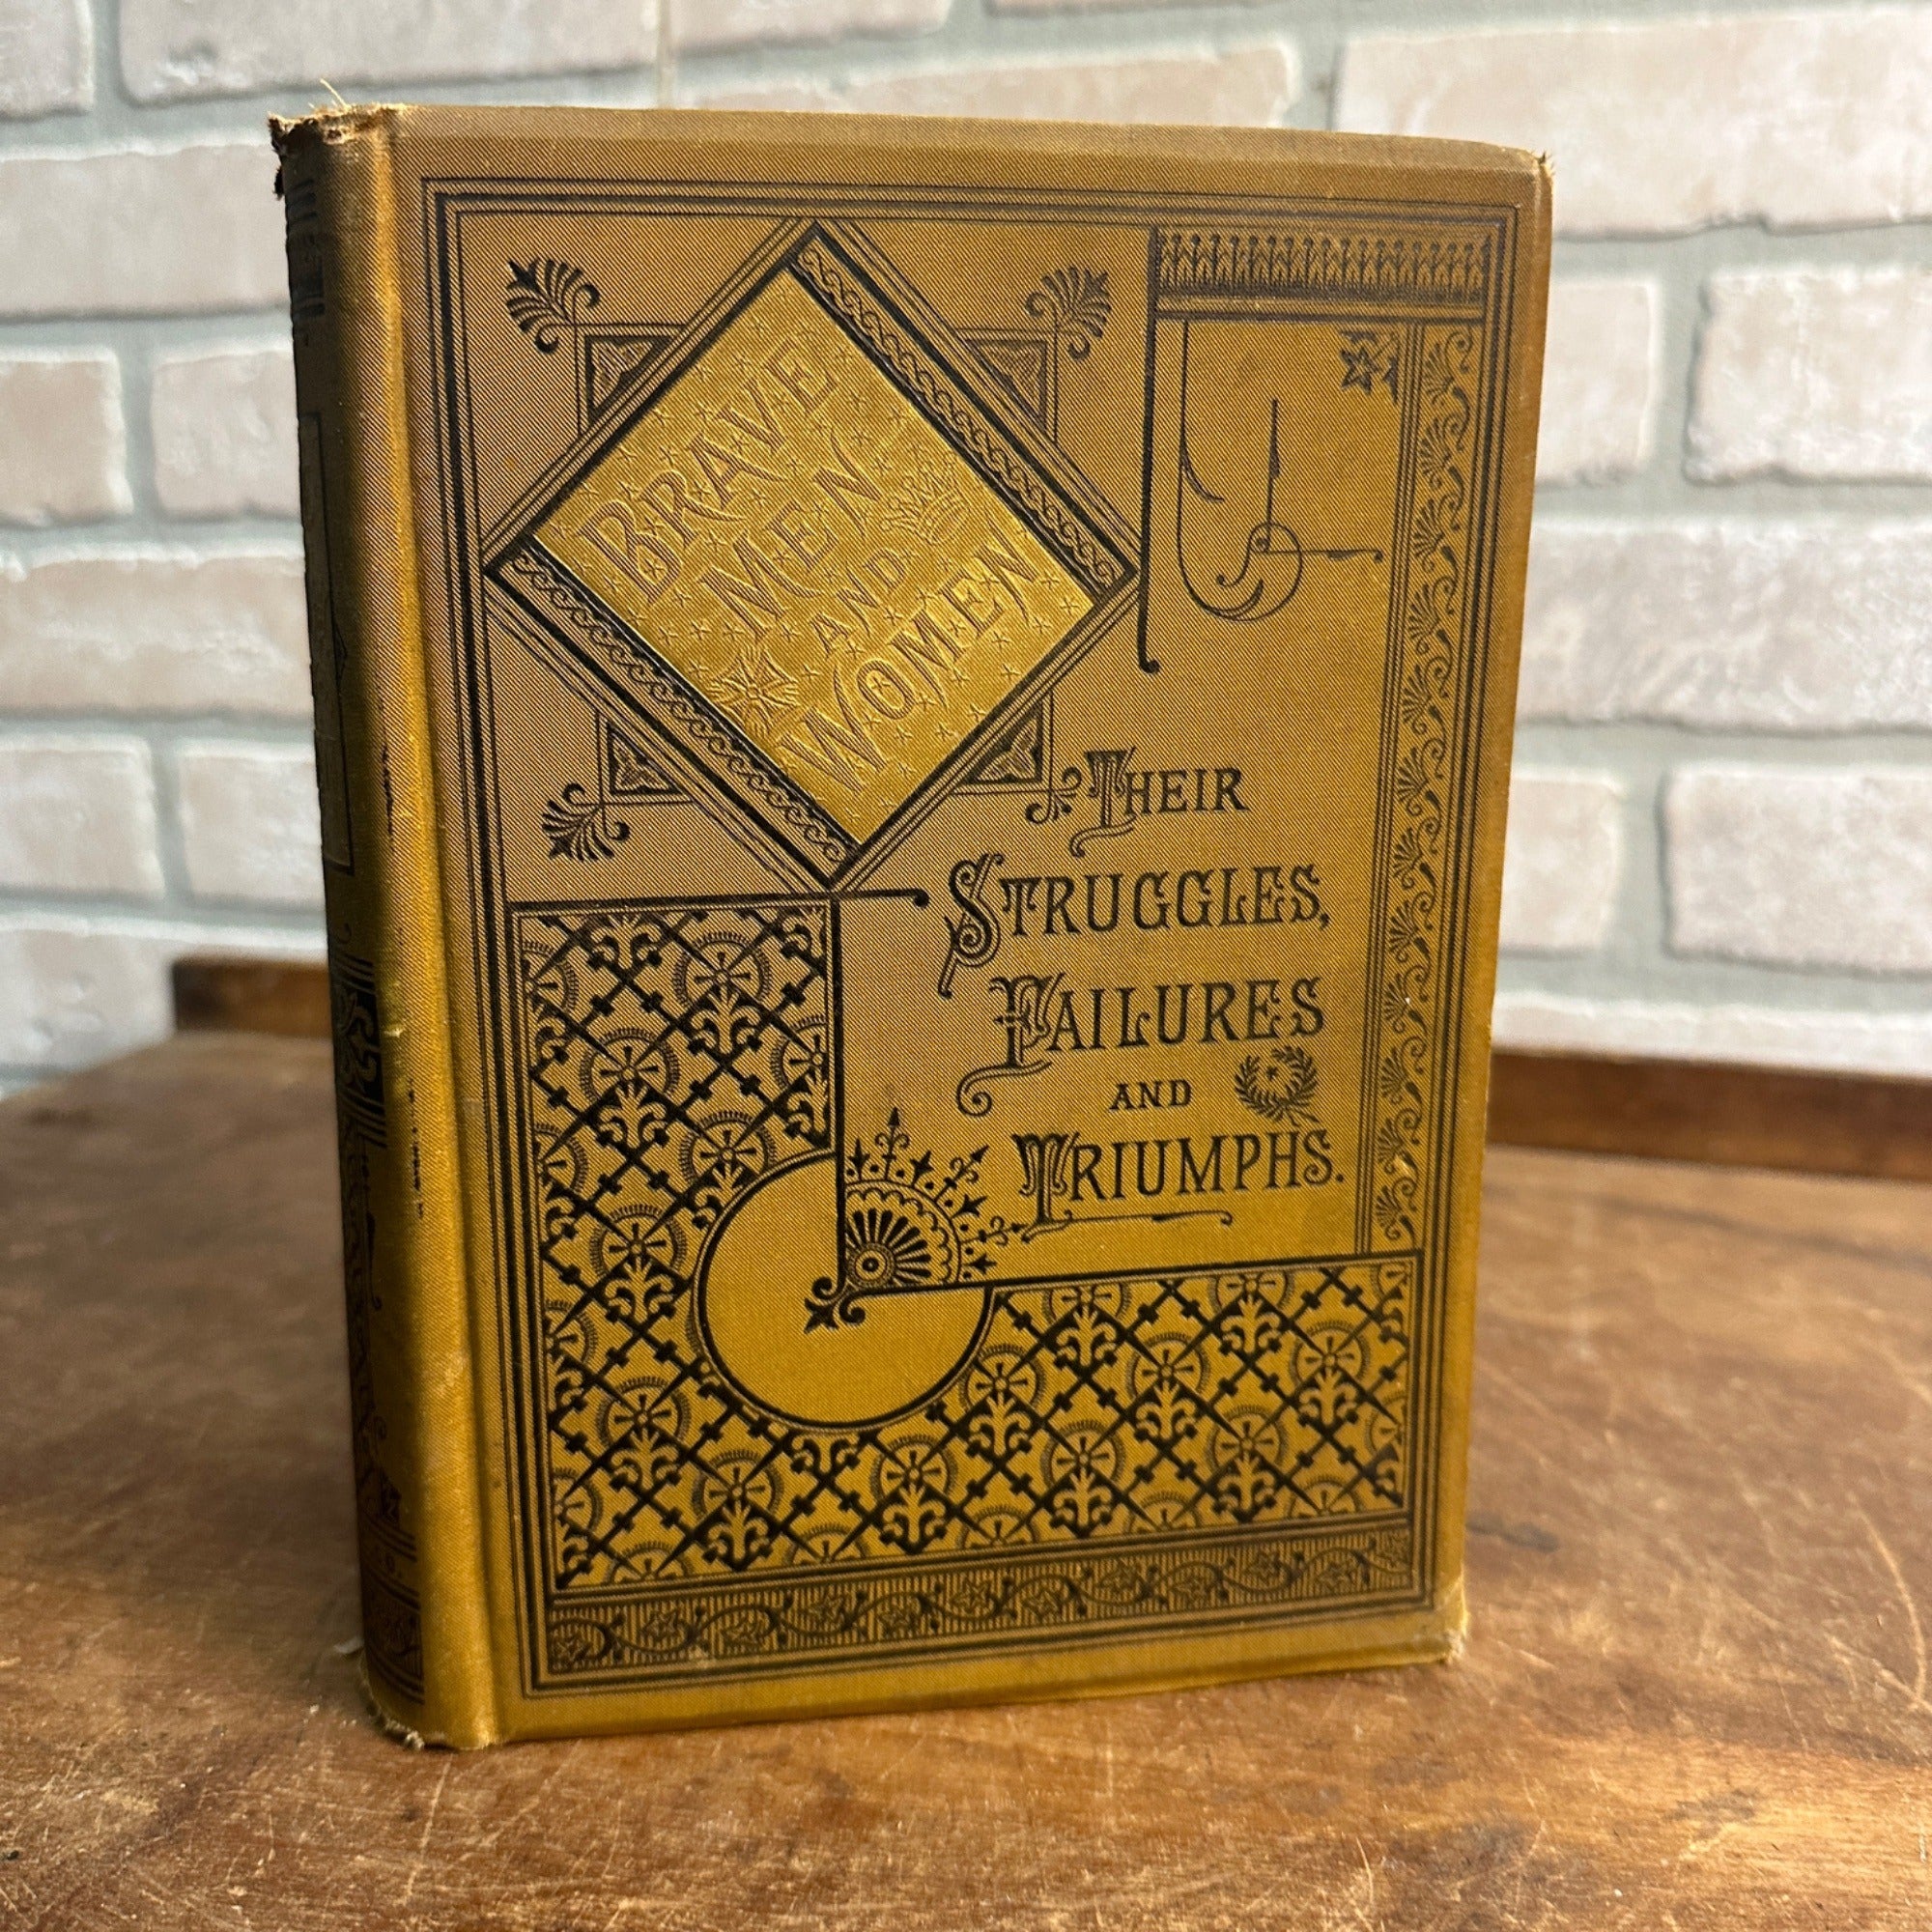 BRAVE
MEN
AND
WOMEN
THEIR
STRUGGLES,
FAILURES
AND
TRIUMPHS.